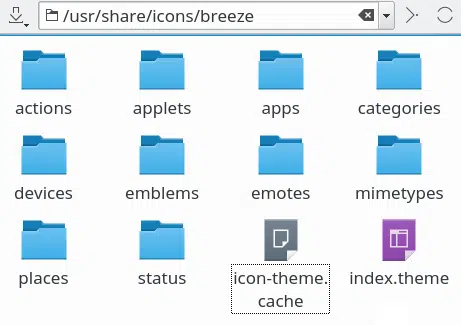 /usr/share/icons/breeze
actions applets apps categories
devices emblems emotes mimetypes
places status icon-theme. index.theme
cache